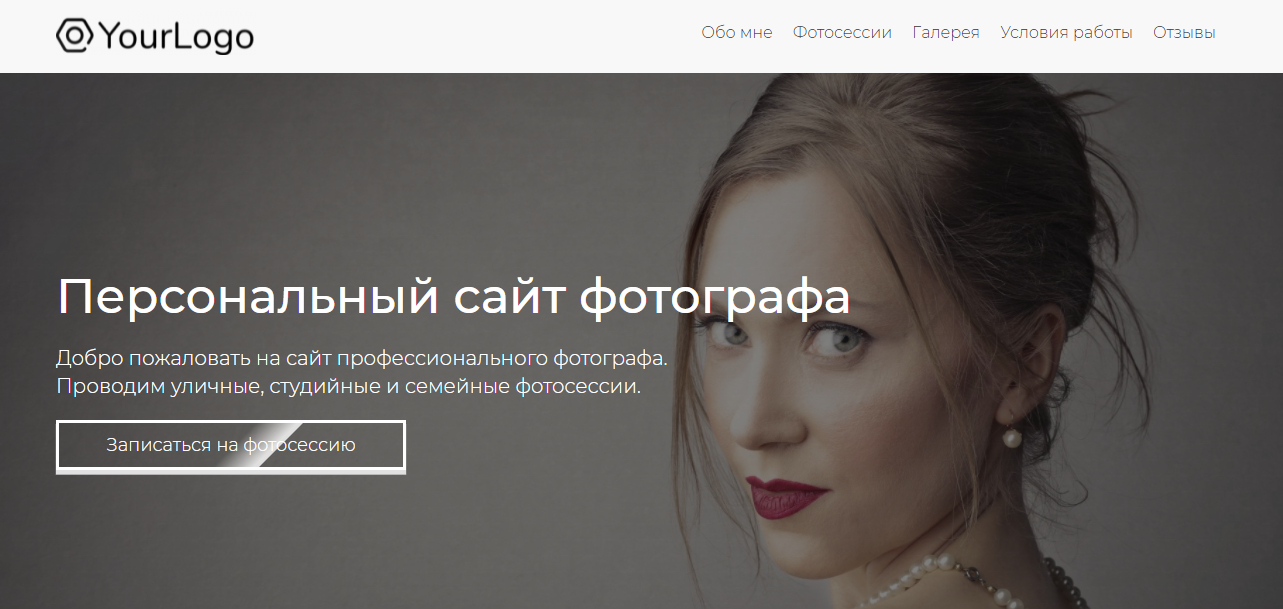 YourLogo
Обо мне Фотосессии Галерея Условия работы Отзывы
Персональный сайт фотографа
Добро пожаловать на сайт профессионального фотографа.
Проводим уличные, студийные и семейные фотосессии.
Записаться на фотосессию